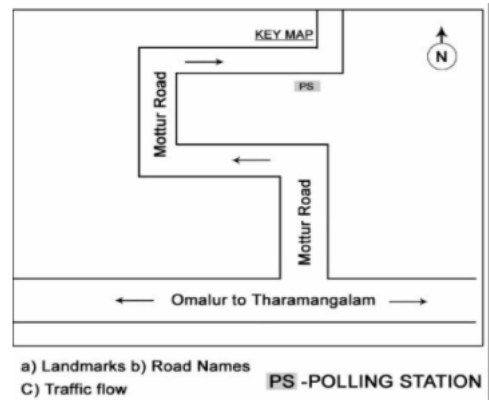 KEY MAP
N
PS
Mottur Road
Mottur Road
Omalur to Tharamangalam
a) Landmarks b) Road Names
C) Traffic flow
PS -POLLING STATION